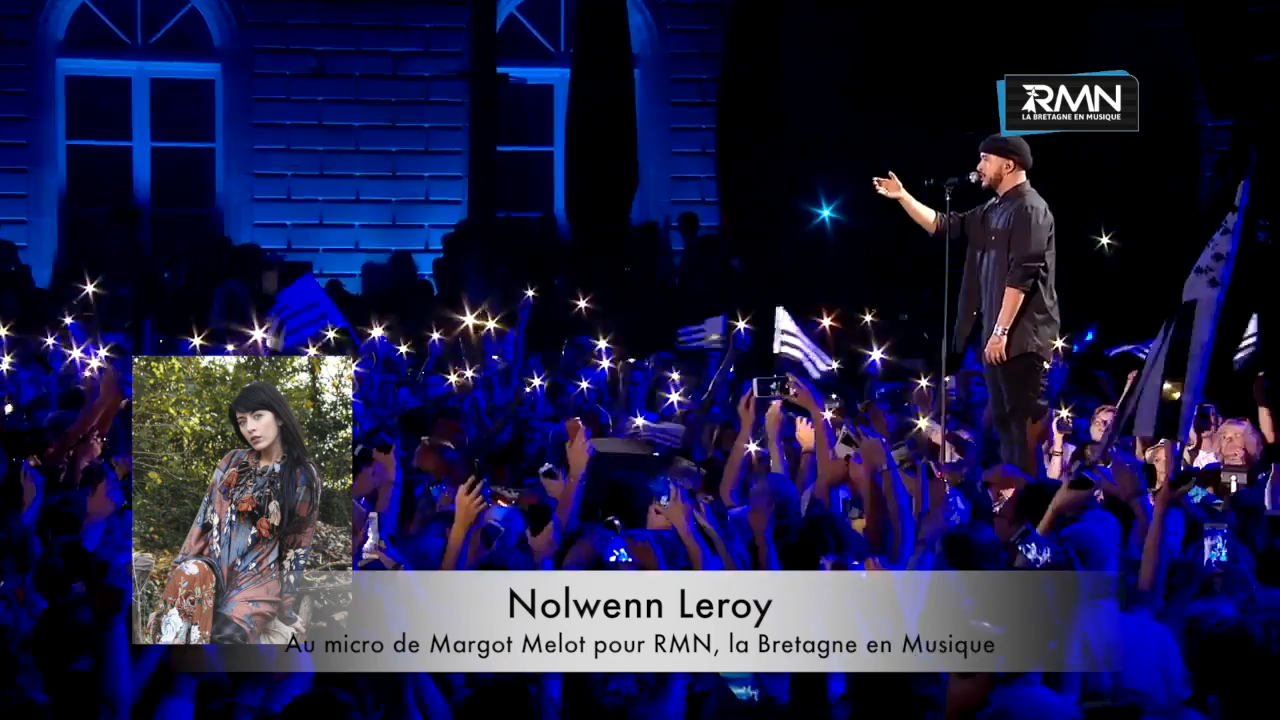 RMN
LA BRETAGNE EN MUSIQUE
Nolwenn Leroy
Au micro de Margot Melot pour RMN, la Bretagne en Musique